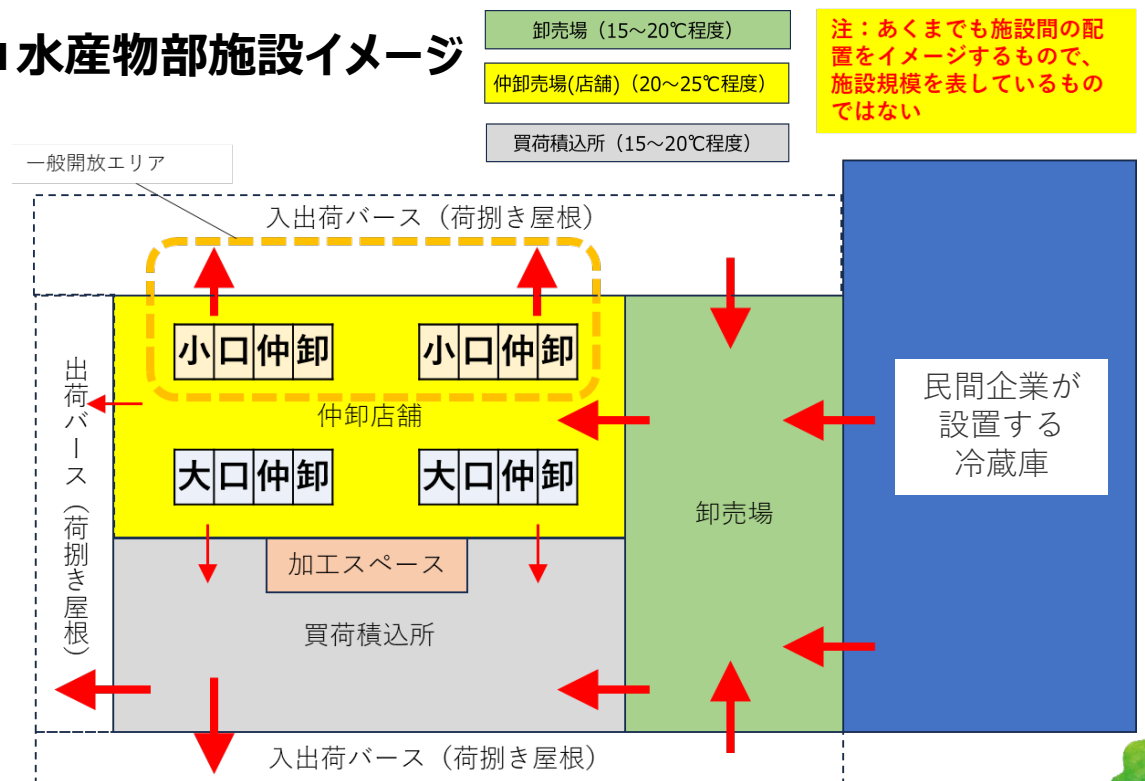 水産物部施設イメージ
卸売場（15～20℃程度）
仲卸売場(店舗)（20～25℃程度）
買荷積込所（15～20℃程度）
注：あくまでも施設間の配
置をイメージするもので、
施設規模を表しているもの
ではない
一般開放エリア
入出荷バース（荷捌き屋根）
小口仲卸
小口仲卸
仲卸店舗
大口仲卸
大口仲卸
出荷バース（荷捌き屋根）
加工スペース
買荷積込所
卸売場
民間企業が
設置する
冷蔵庫
入出荷バース（荷捌き屋根）